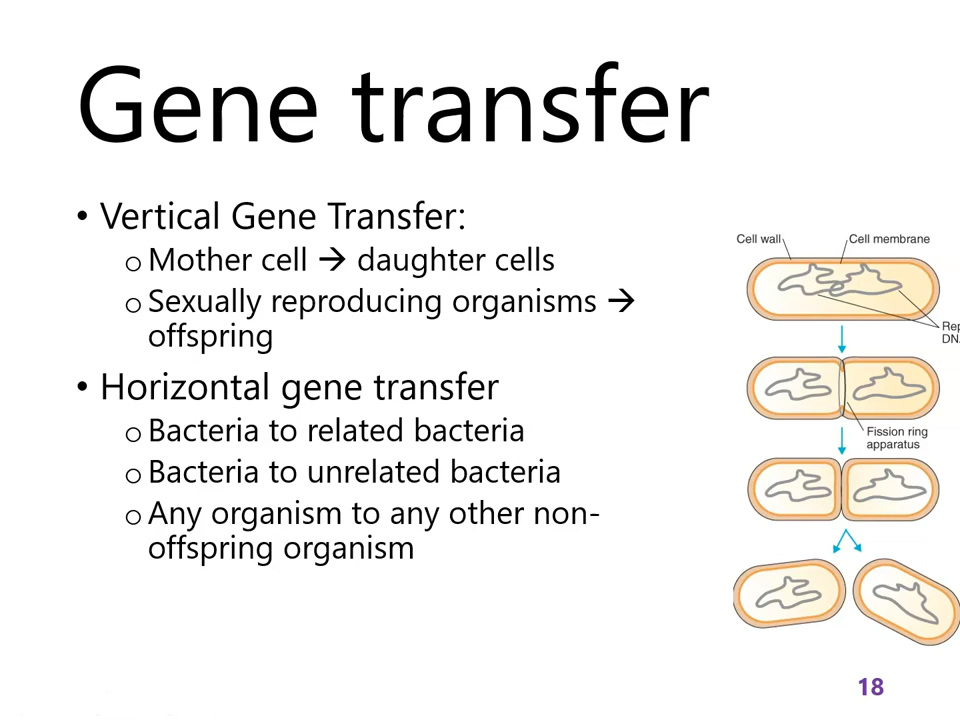 Gene transfer
• Vertical Gene Transfer:
o Mother cell → daughter cells
o Sexually reproducing organisms →
offspring
• Horizontal gene transfer
o Bacteria to related bacteria
o Bacteria to unrelated bacteria
o Any organism to any other non-
offspring organism
Cell wall
Cell membrane
Fission ring
apparatus
18